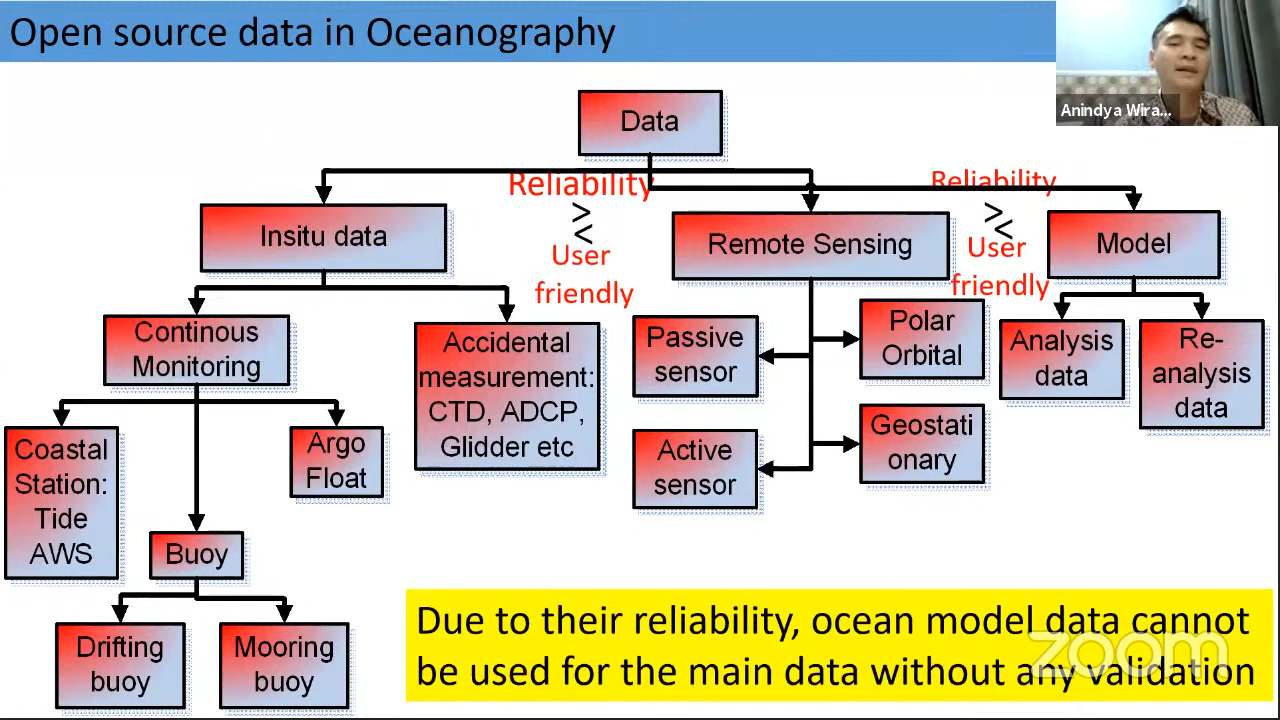 Open source data in Oceanography
Anindya Wira...
Data
Reliability
>
<
User
friendly
Reliability
>
<
User
friendly
Insitu data
Remote Sensing
Model
Continous
Monitoring
Accidental
measurement:
CTD, ADCP,
Glidder etc
Passive
sensor
Polar
Orbital
Analysis
data
Re-
analysis
data
Coastal
Station:
Tide
AWS
Argo
Float
Active
sensor
Geostati
onary
Buoy
Drifting
buoy
Mooring
buoy
Due to their reliability, ocean model data cannot
be used for the main data without any validation
zoom